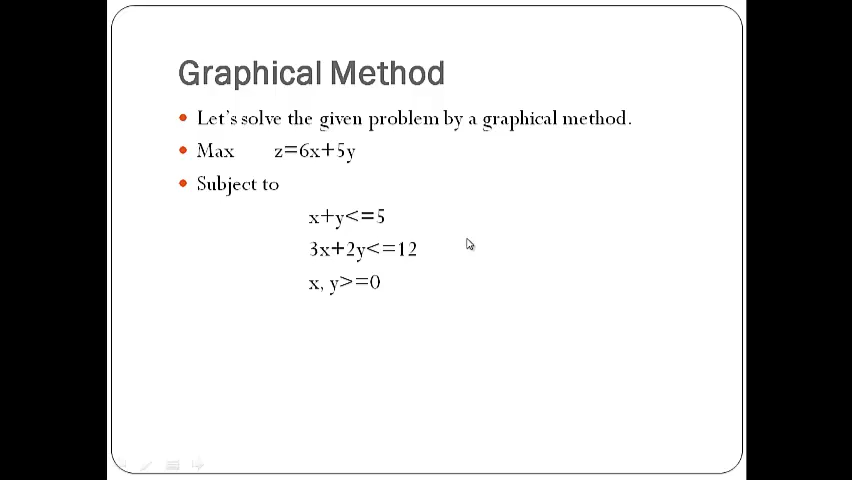 Graphical Method
• Let's solve the given problem by a graphical method.
• Max z=6x+5y
• Subject to
x+y<=5
3x+2y<=12
x, y>=0